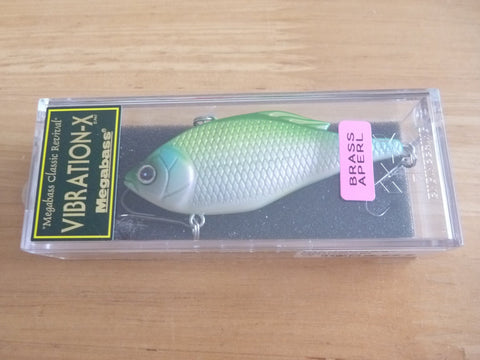 "Megabass Classic Revival"
VIBRATION-X
Megabass®
BRASS
APERL